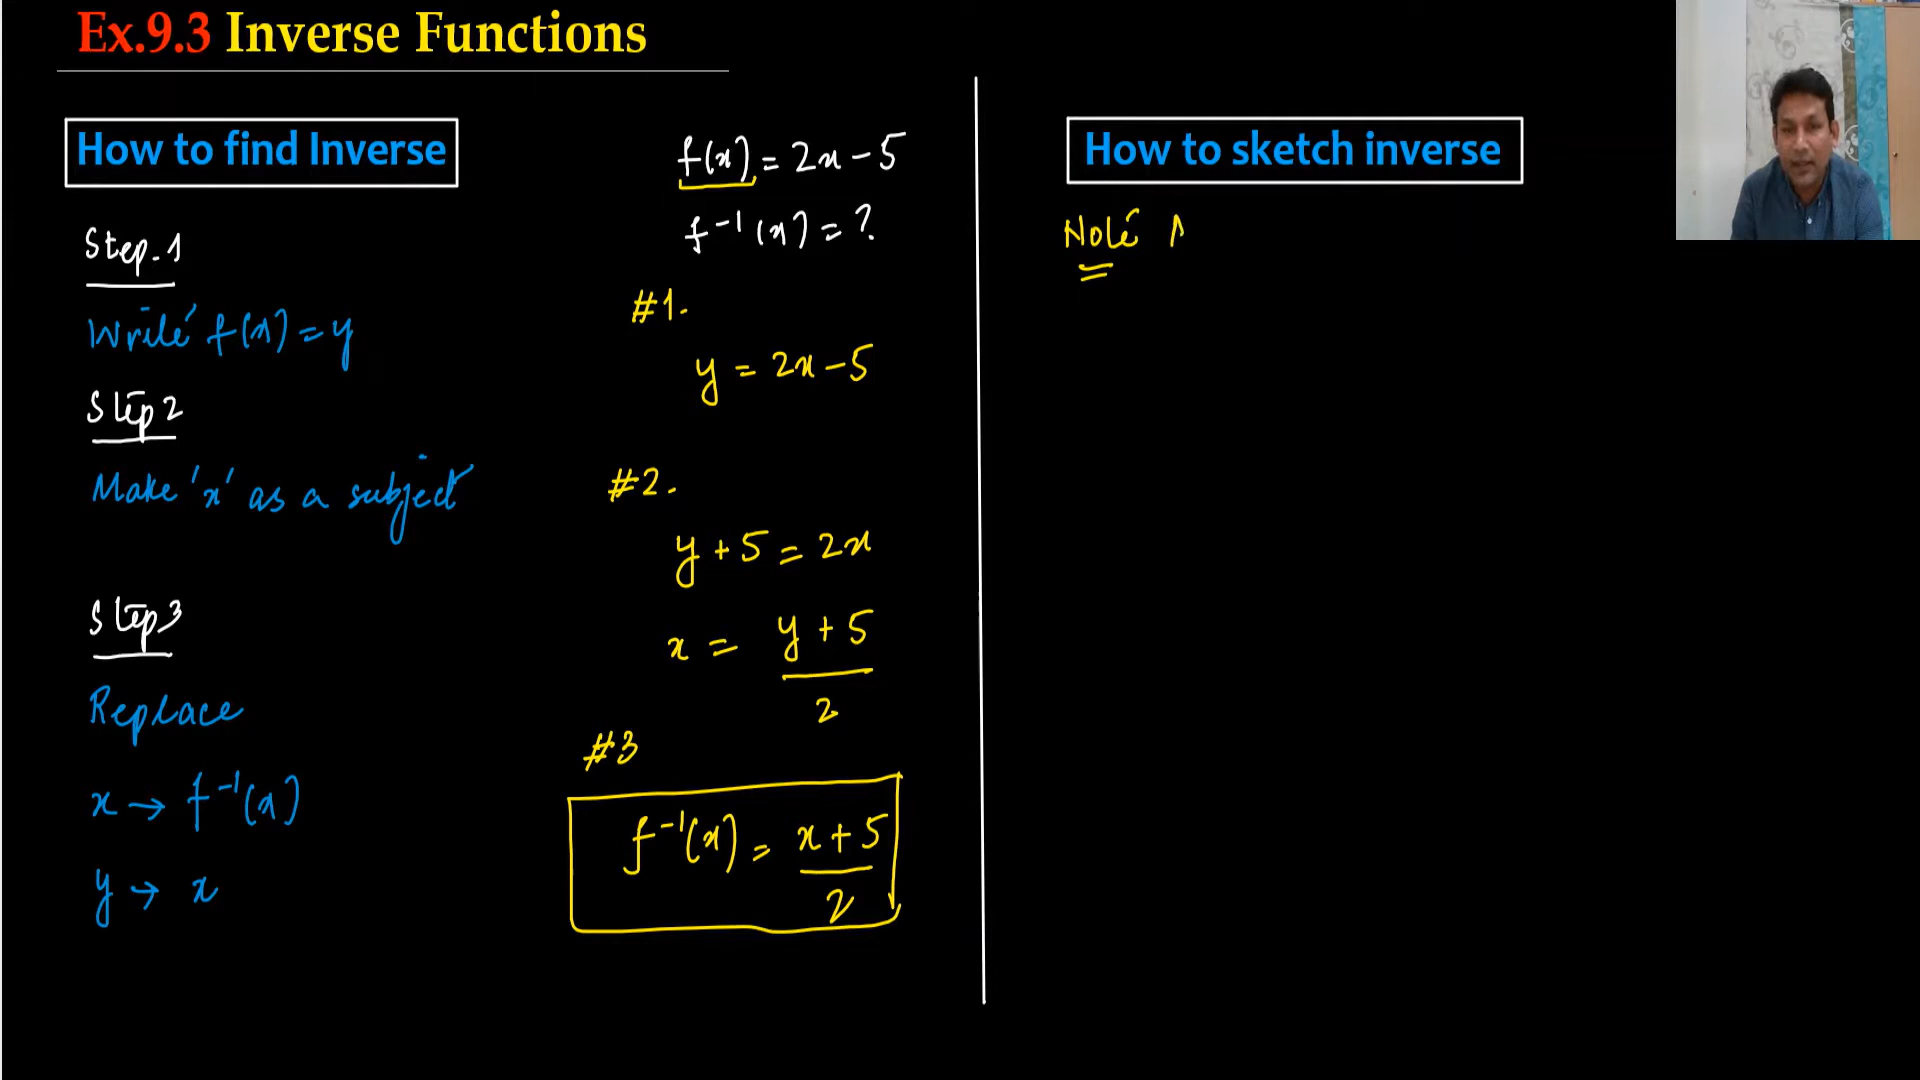 Ex.9.3 Inverse Functions
How to find Inverse
Step.1
Write f(x) = y
Step 2
Make 'x' as a subject
Step 3
Replace
x → f⁻¹(x)
y → x
f(x) = 2x - 5
f⁻¹(x) = ?
#1.
y = 2x - 5
#2.
y + 5 = 2x
x = (y + 5)/2
#3
f⁻¹(x) = (x + 5)/2
How to sketch inverse
Note